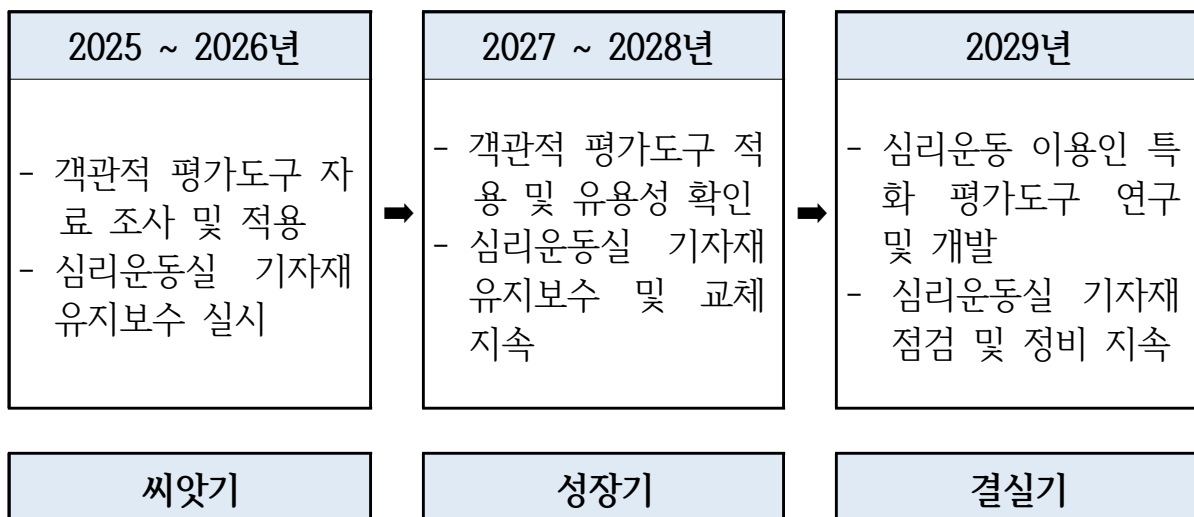 2025 ~ 2026년
- 객관적 평가도구 자
료 조사 및 적용
- 심리운동실 기자재
유지보수 실시
➡
2027 ~ 2028년
- 객관적 평가도구 적
용 및 유용성 확인
- 심리운동실 기자재
유지보수 및 교체
지속
➡
2029년
- 심리운동 이용인 특
화 평가도구 연구
및 개발
- 심리운동실 기자재
점검 및 정비 지속
씨앗기
성장기
결실기